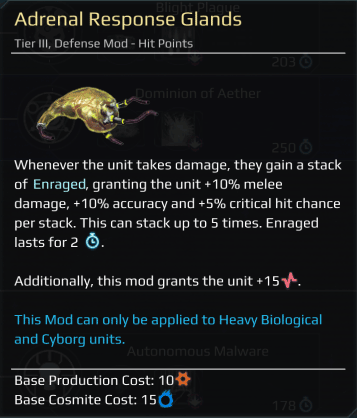 Adrenal Response Glands
Tier III, Defense Mod - Hit Points
Blight Plague
203
Dominion of Aether
250
Whenever the unit takes damage, they gain a stack
of Enraged, granting the unit +10% melee
damage, +10% accuracy and +5% critical hit chance
per stack. This can stack up to 5 times. Enraged
lasts for 2 .
Additionally, this mod grants the unit +15 .
This Mod can only be applied to Heavy Biological
and Cyborg units.
Autonomous Malware
Base Production Cost: 10
Base Cosmite Cost: 15
178